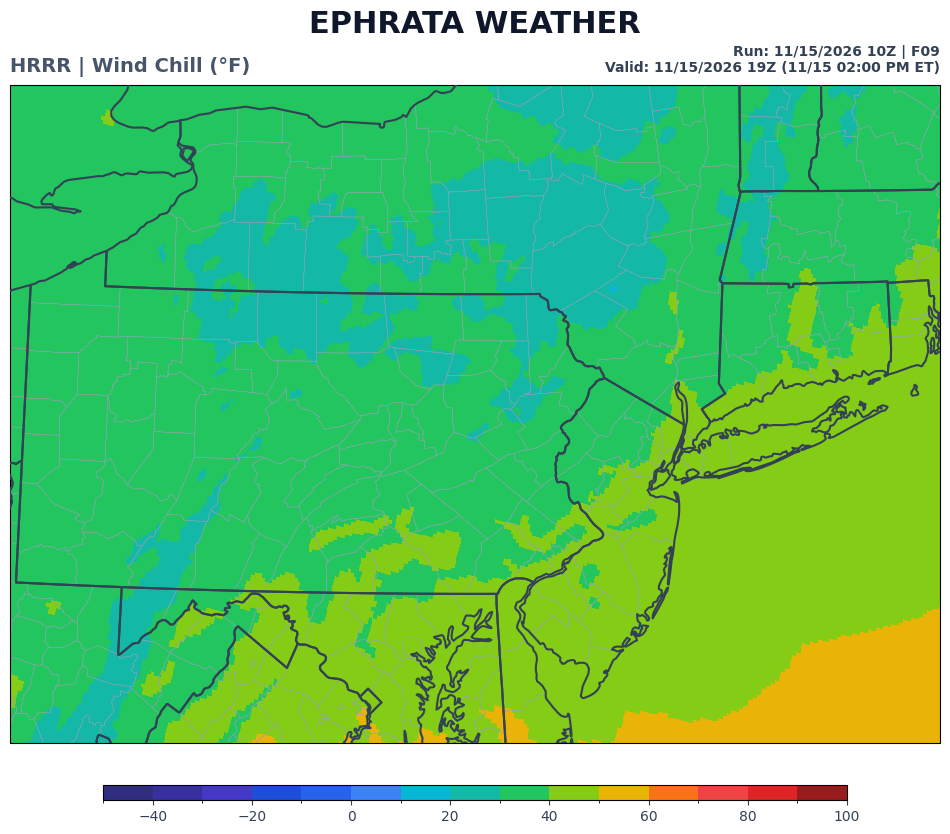 EPHRATA WEATHER
HRRR | Wind Chill (°F)
Run: 11/15/2026 10Z | F09
Valid: 11/15/2026 19Z (11/15 02:00 PM ET)
−40 −20 0 20 40 60 80 100